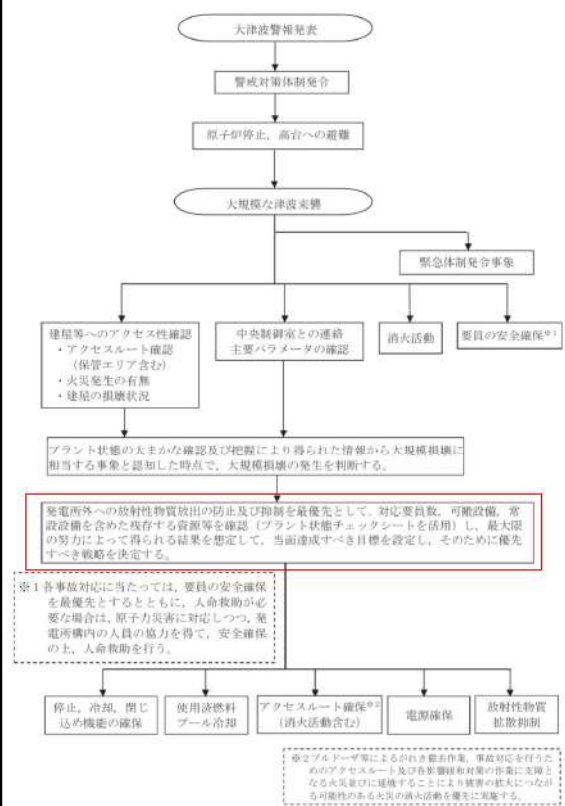 大津波警報発表
警戒対策体制発令
原子炉停止，高台への避難
大規模な津波来襲
緊急体制発令事象
建屋等へのアクセス性確認
・アクセスルート確認
（保管エリア含む）
・火災発生の有無
・建屋の損壊状況
中央制御室との連絡
主要パラメータの確認
消火活動
要員の安全確保※1
プラント状態の大まかな確認及び把握により得られた情報から大規模損壊に
相当する事象と認知した時点で，大規模損壊の発生を判断する。
発電所外への放射性物質放出の防止及び抑制を最優先として、対応要員数，可搬設備，常
設設備を含めた残存する資源等を確認（プラント状態チェックシートを活用）し，最大限
の努力によって得られる結果を想定して，当面達成すべき目標を設定し，そのために優先
すべき戦略を決定する。
※１各事故対応に当たっては，要員の安全確保
を最優先とするとともに，人命救助が必
要な場合は，原子力災害に対応しつつ，発
電所構内の人員の協力を得て，安全確保
の上，人命救助を行う。
停止，冷却，閉じ
込め機能の確保
使用済燃料
プール冷却
アクセスルート確保※2
（消火活動含む）
電源確保
放射性物質
拡散抑制
※２ブルドーザ等によるがれき撤去作業，事故対応を行うた
めのアクセスルート及び各影響緩和対策の作業に支障と
なる火災並びに延焼することにより被害の拡大につなが
る可能性のある火災の消火活動を優先に実施する。